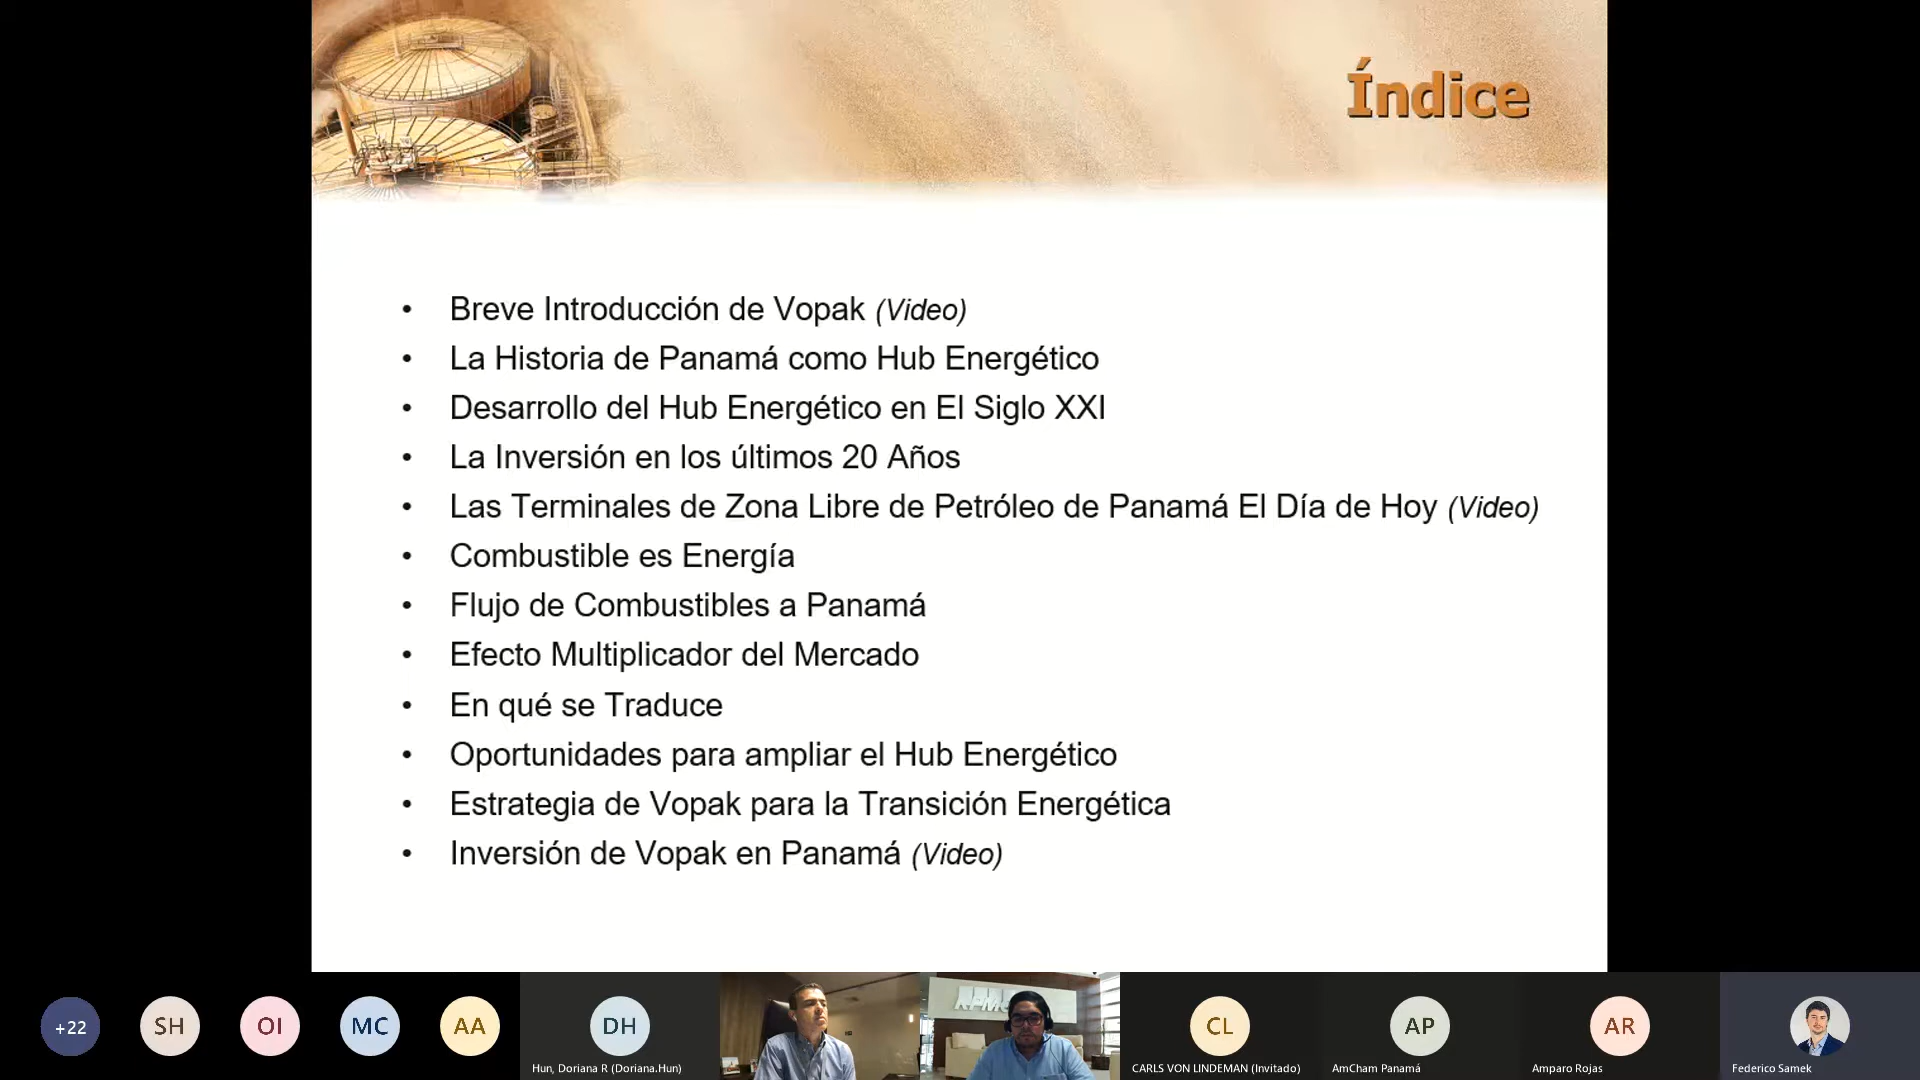 Índice
• Breve Introducción de Vopak (Video)
• La Historia de Panamá como Hub Energético
• Desarrollo del Hub Energético en El Siglo XXI
• La Inversión en los últimos 20 Años
• Las Terminales de Zona Libre de Petróleo de Panamá El Día de Hoy (Video)
• Combustible es Energía
• Flujo de Combustibles a Panamá
• Efecto Multiplicador del Mercado
• En qué se Traduce
• Oportunidades para ampliar el Hub Energético
• Estrategia de Vopak para la Transición Energética
• Inversión de Vopak en Panamá (Video)
+22
SH
OI
MC
AA
DH
Hun, Doriana R (Doriana.Hun)
CL
CARLS VON LINDEMAN (Invitado)
AP
AmCham Panamá
AR
Amparo Rojas
Federico Samek